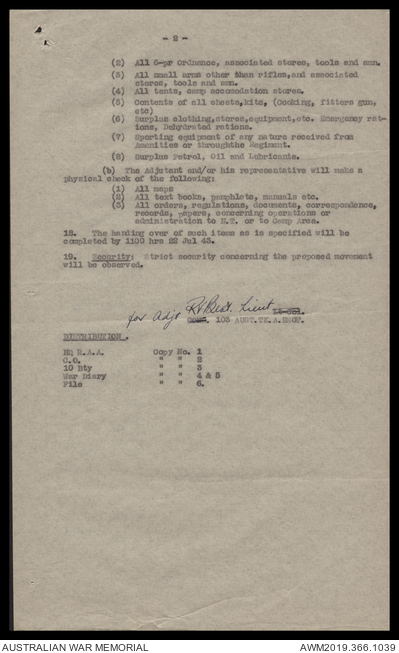 - 2 -
(2) All 6-pr Ordnance, associated stores, tools and amn.
(3) All small arms other than rifles, and associated
stores, tools and amn.
(4) All tents, camp accomodation stores.
(5) Contents of all chests, kits, (Cooking, fitters gun,
etc)
(6) Surplus clothing, stores, equipment, etc. Emergency rat-
ions, Dehydrated rations.
(7) Sporting equipment of any nature received from
Amenities or throughthe Regiment.
(8) Surplus Petrol, Oil and Lubricants.
(b) The Adjutant and/or his representative will make a
physical check of the following:
(1) All maps
(2) All text books, pamphlets, manuals etc.
(3) All orders, regulations, documents, correspondence,
records, papers, concerning operations or
administration to N.T. or to Camp Area.
18. The handing over of such items as is specified will be
completed by 1100 hrs 22 Jul 43.
19. Security: Strict security concerning the proposed movement
will be observed.
for Adjt R Best. Lieut Lt-Col.
Comd. 103 AUST.TK.A.REGT.
DISTRIBUTION.
HQ R.A.A. Copy No. 1
C.O. " " 2
10 Bty " " 3
War Diary " " 4 & 5
File " " 6.
AUSTRALIAN WAR MEMORIAL
AWM2019.366.1039